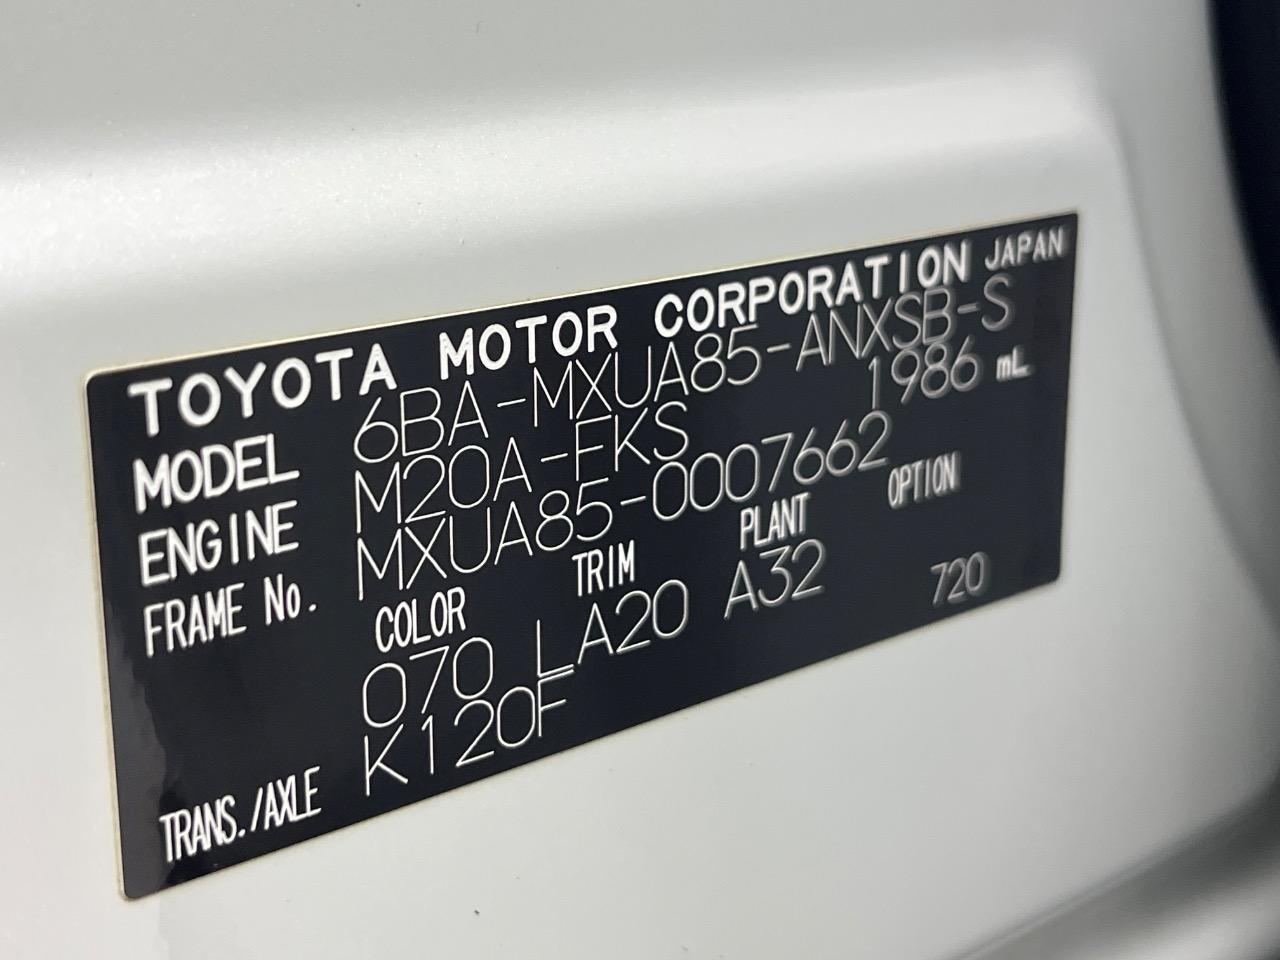 TOYOTA MOTOR CORPORATION JAPAN
MODEL 6BA-MXUA85-ANXSB-S
ENGINE M20A-FKS 1986 mL
FRAME No. MXUA85-0007662
COLOR TRIM PLANT OPTION
070 LA20 A32 720
TRANS./AXLE K120F